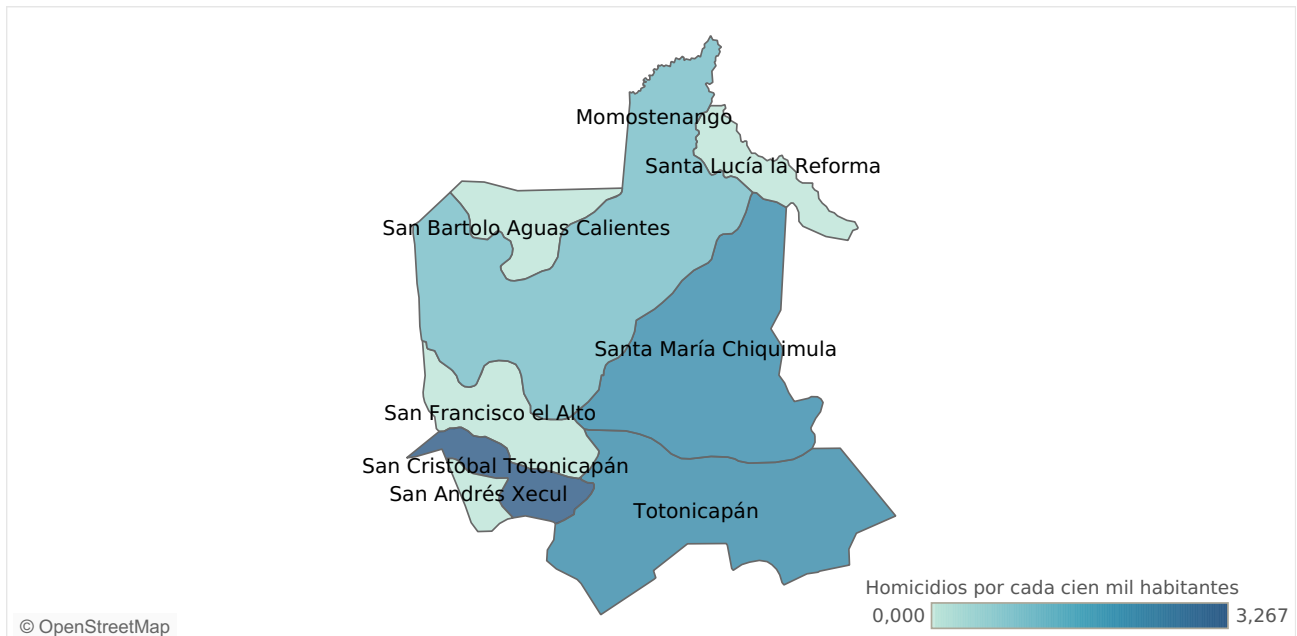 Momostenango
Santa Lucía la Reforma
San Bartolo Aguas Calientes
Santa María Chiquimula
San Francisco el Alto
San Cristóbal Totonicapán
San Andrés Xecul
Totonicapán
Homicidios por cada cien mil habitantes
0,000 3,267
© OpenStreetMap